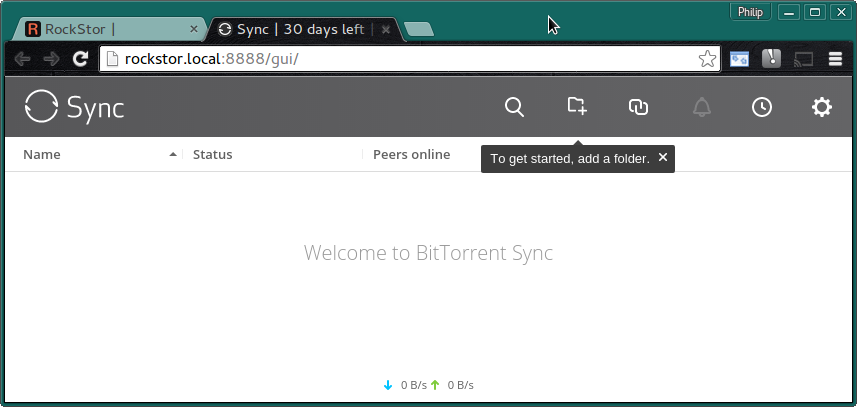 Philip
RockStor |
Sync | 30 days left |
rockstor.local:8888/gui/
Sync
Name Status Peers online
To get started, add a folder.
Welcome to BitTorrent Sync
0 B/s 0 B/s